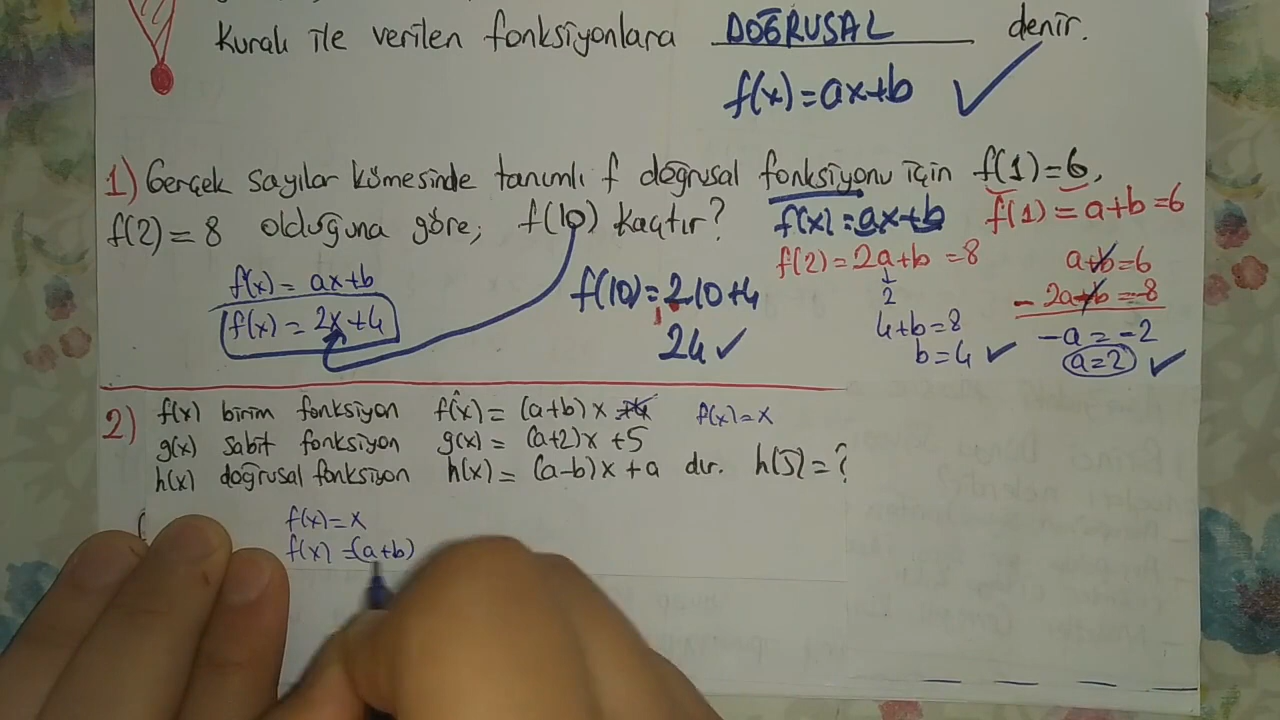 Kuralı ile verilen fonksiyonlara DOĞRUSAL denir.
f(x)=ax+b ✓
1) Gerçek sayılar kümesinde tanımlı f doğrusal fonksiyonu için f(1)=6,
f(2)=8 olduğuna göre, f(10) kaçtır?
f(x)=ax+b
f(1)=a+b=6
f(2)=2a+b=8
2
4+b=8
b=4 ✓
a+b=6
- 2a+b=-8
-a=-2
a=2 ✓
f(x)=ax+b
f(x)=2x+4
f(10)=2.10+4
24 ✓
2) f(x) birim fonksiyon f(x)=(a+b)x f(x)=x
g(x) sabit fonksiyon g(x)=(a+2)x+5
h(x) doğrusal fonksiyon h(x)=(a-b)x+a dır. h(5)=?
f(x)=x
f(x)=(a+b)